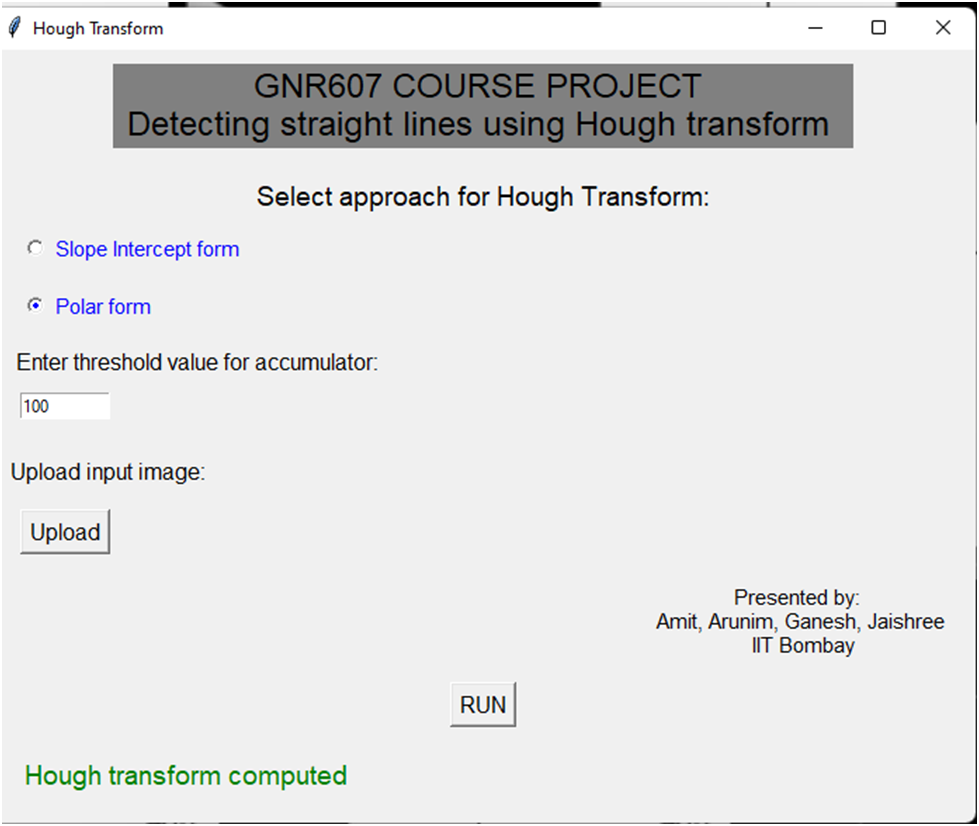 Hough Transform
GNR607 COURSE PROJECT
Detecting straight lines using Hough transform
Select approach for Hough Transform:
Slope Intercept form
Polar form
Enter threshold value for accumulator:
100
Upload input image:
Upload
Presented by:
Amit, Arunim, Ganesh, Jaishree
IIT Bombay
RUN
Hough transform computed